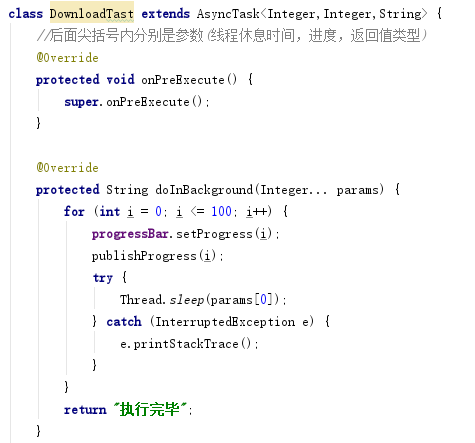 class DownloadTast extends AsyncTask<Integer,Integer,String> {
    //后面尖括号内分别是参数(线程休息时间，进度，返回值类型)
    @Override
    protected void onPreExecute() {
        super.onPreExecute();
    }

    @Override
    protected String doInBackground(Integer... params) {
        for (int i = 0; i <= 100; i++) {
            progressBar.setProgress(i);
            publishProgress(i);
            try {
                Thread.sleep(params[0]);
            } catch (InterruptedException e) {
                e.printStackTrace();
            }
        }
        return "执行完毕";
    }